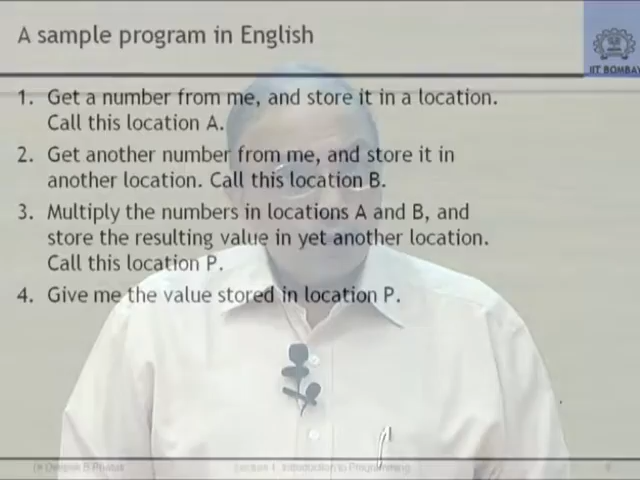 A sample program in English
IIT BOMBAY
1. Get a number from me, and store it in a location.
Call this location A.
2. Get another number from me, and store it in
another location. Call this location B.
3. Multiply the numbers in locations A and B, and
store the resulting value in yet another location.
Call this location P.
4. Give me the value stored in location P.
Introduction to Programming